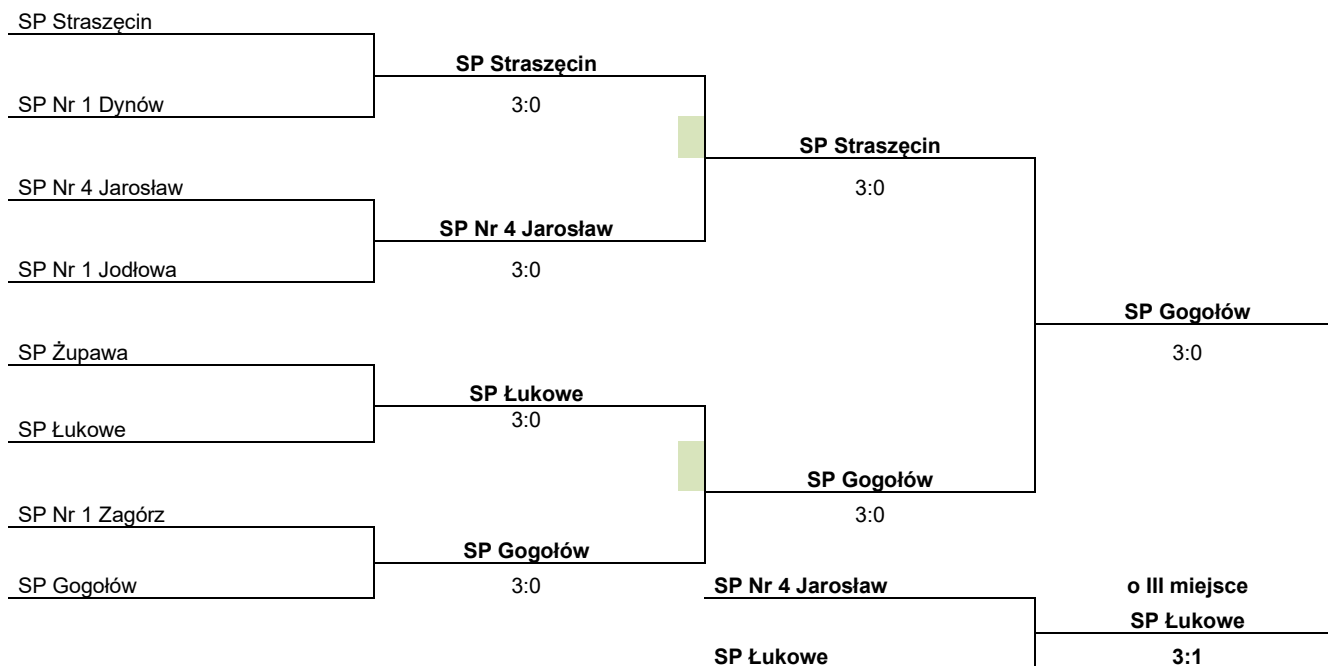 SP Straszęcin
SP Straszęcin
SP Nr 1 Dynów
3:0
SP Straszęcin
SP Nr 4 Jarosław
3:0
SP Nr 4 Jarosław
SP Nr 1 Jodłowa
3:0
SP Gogołów
SP Żupawa
3:0
SP Łukowe
3:0
SP Łukowe
SP Gogołów
SP Nr 1 Zagórz
3:0
SP Gogołów
SP Gogołów
3:0
SP Nr 4 Jarosław
o III miejsce
SP Łukowe
SP Łukowe
3:1